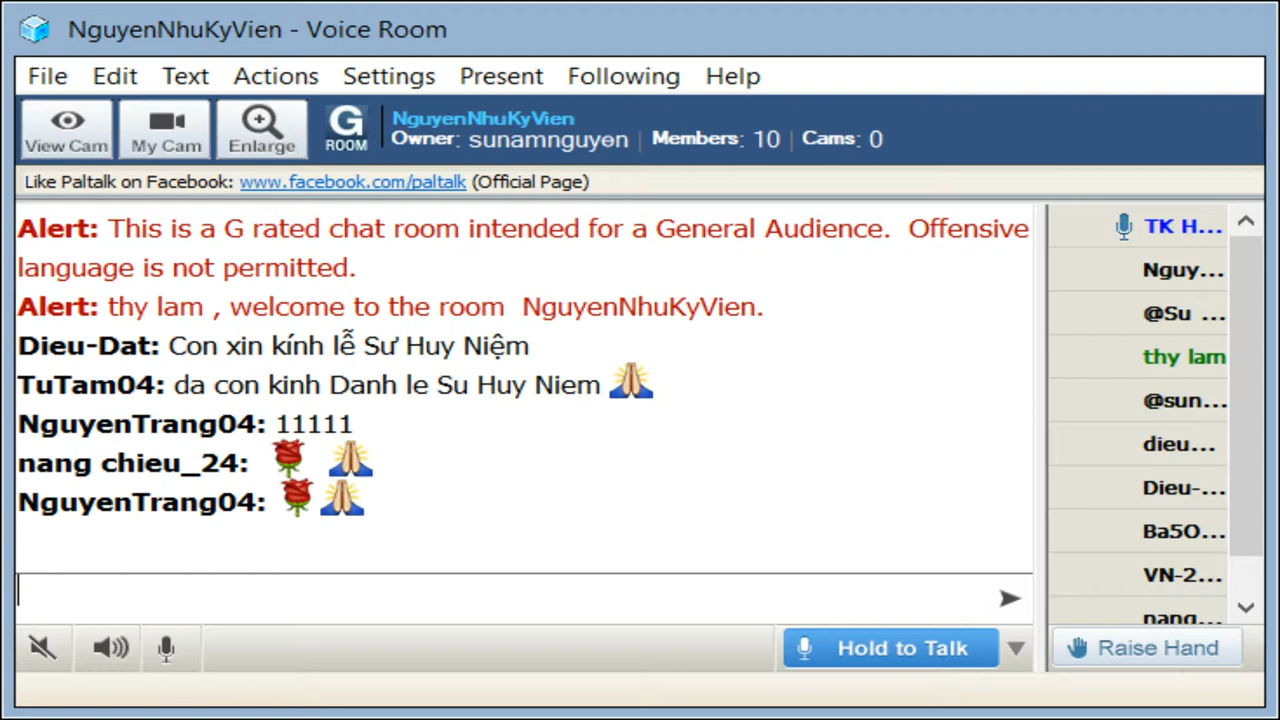 NguyenNhuKyVien - Voice Room
File Edit Text Actions Settings Present Following Help
View Cam
My Cam
Enlarge
G
ROOM
NguyenNhuKyVien
Owner: sunamnguyen | Members: 10 | Cams: 0
Like Paltalk on Facebook: www.facebook.com/paltalk (Official Page)
Alert: This is a G rated chat room intended for a General Audience. Offensive
language is not permitted.
Alert: thy lam , welcome to the room NguyenNhuKyVien.
Dieu-Dat: Con xin kính lễ Sư Huy Niệm
TuTam04: da con kinh Danh le Su Huy Niem 🙏
NguyenTrang04: 11111
nang chieu_24: 🌹 🙏
NguyenTrang04: 🌹🙏
TK H...
Nguy...
@Su ...
thy lam
@sun...
dieu...
Dieu-...
Ba5O...
VN-2...
nang...
Hold to Talk
Raise Hand